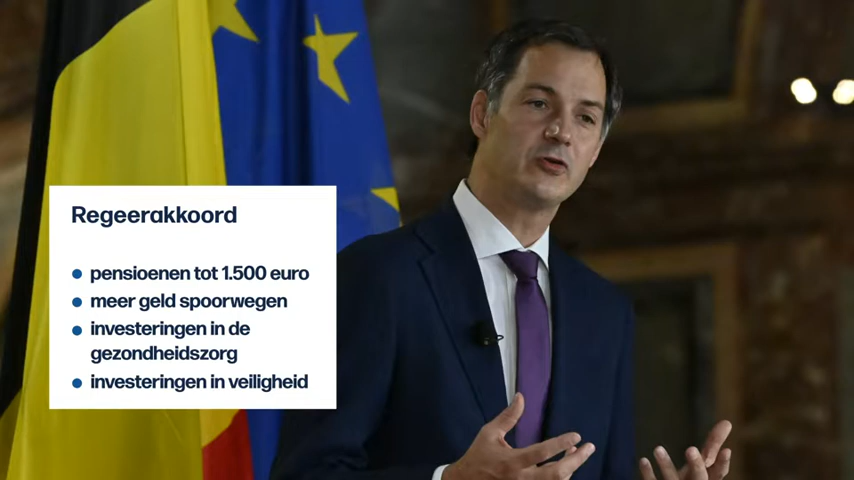 Regeerakkoord
pensioenen tot 1.500 euro
meer geld spoorwegen
investeringen in de
gezondheidszorg
investeringen in veiligheid